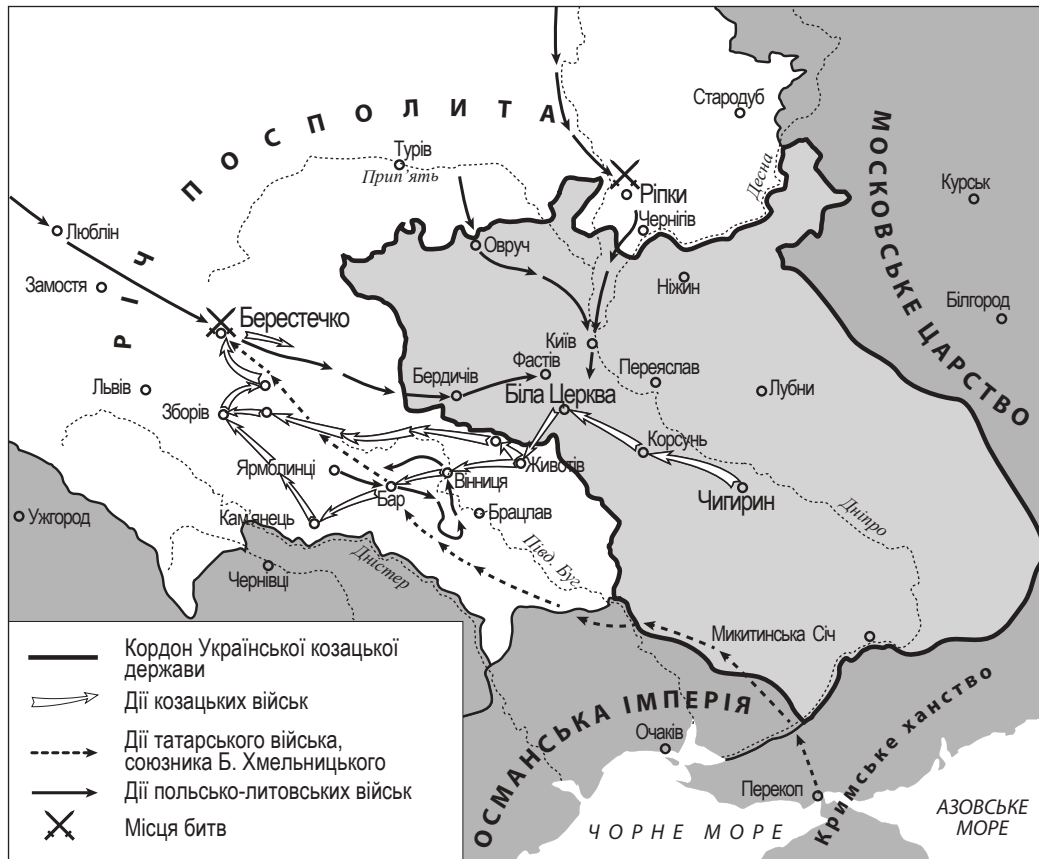 РІЧ ПОСПОЛИТА
МОСКОВСЬКЕ ЦАРСТВО
Стародуб
Турів
Прип'ять
Десна
Курськ
Ріпки
Чернігів
Люблін
Овруч
Замостя
Ніжин
Білгород
Берестечко
Київ
Фастів
Переяслав
Бердичів
Львів
Біла Церква
Лубни
Зборів
Корсунь
Ярмолинці
Животів
Вінниця
Бар
Чигирин
Ужгород
Кам'янець
Брацлав
Дніпро
Півд. Буг
Чернівці
Дністер
Микитинська Січ
ОСМАНСЬКА ІМПЕРІЯ
Кримське ханство
Очаків
Перекоп
ЧОРНЕ МОРЕ
АЗОВСЬКЕ
МОРЕ
Кордон Української козацької
держави
Дії козацьких військ
Дії татарського війська,
союзника Б. Хмельницького
Дії польсько-литовських військ
Місця битв